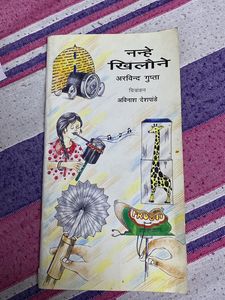 नन्हे
खिलौने
अरविन्द गुप्ता
चित्रांकन
अविनाश देशपांडे